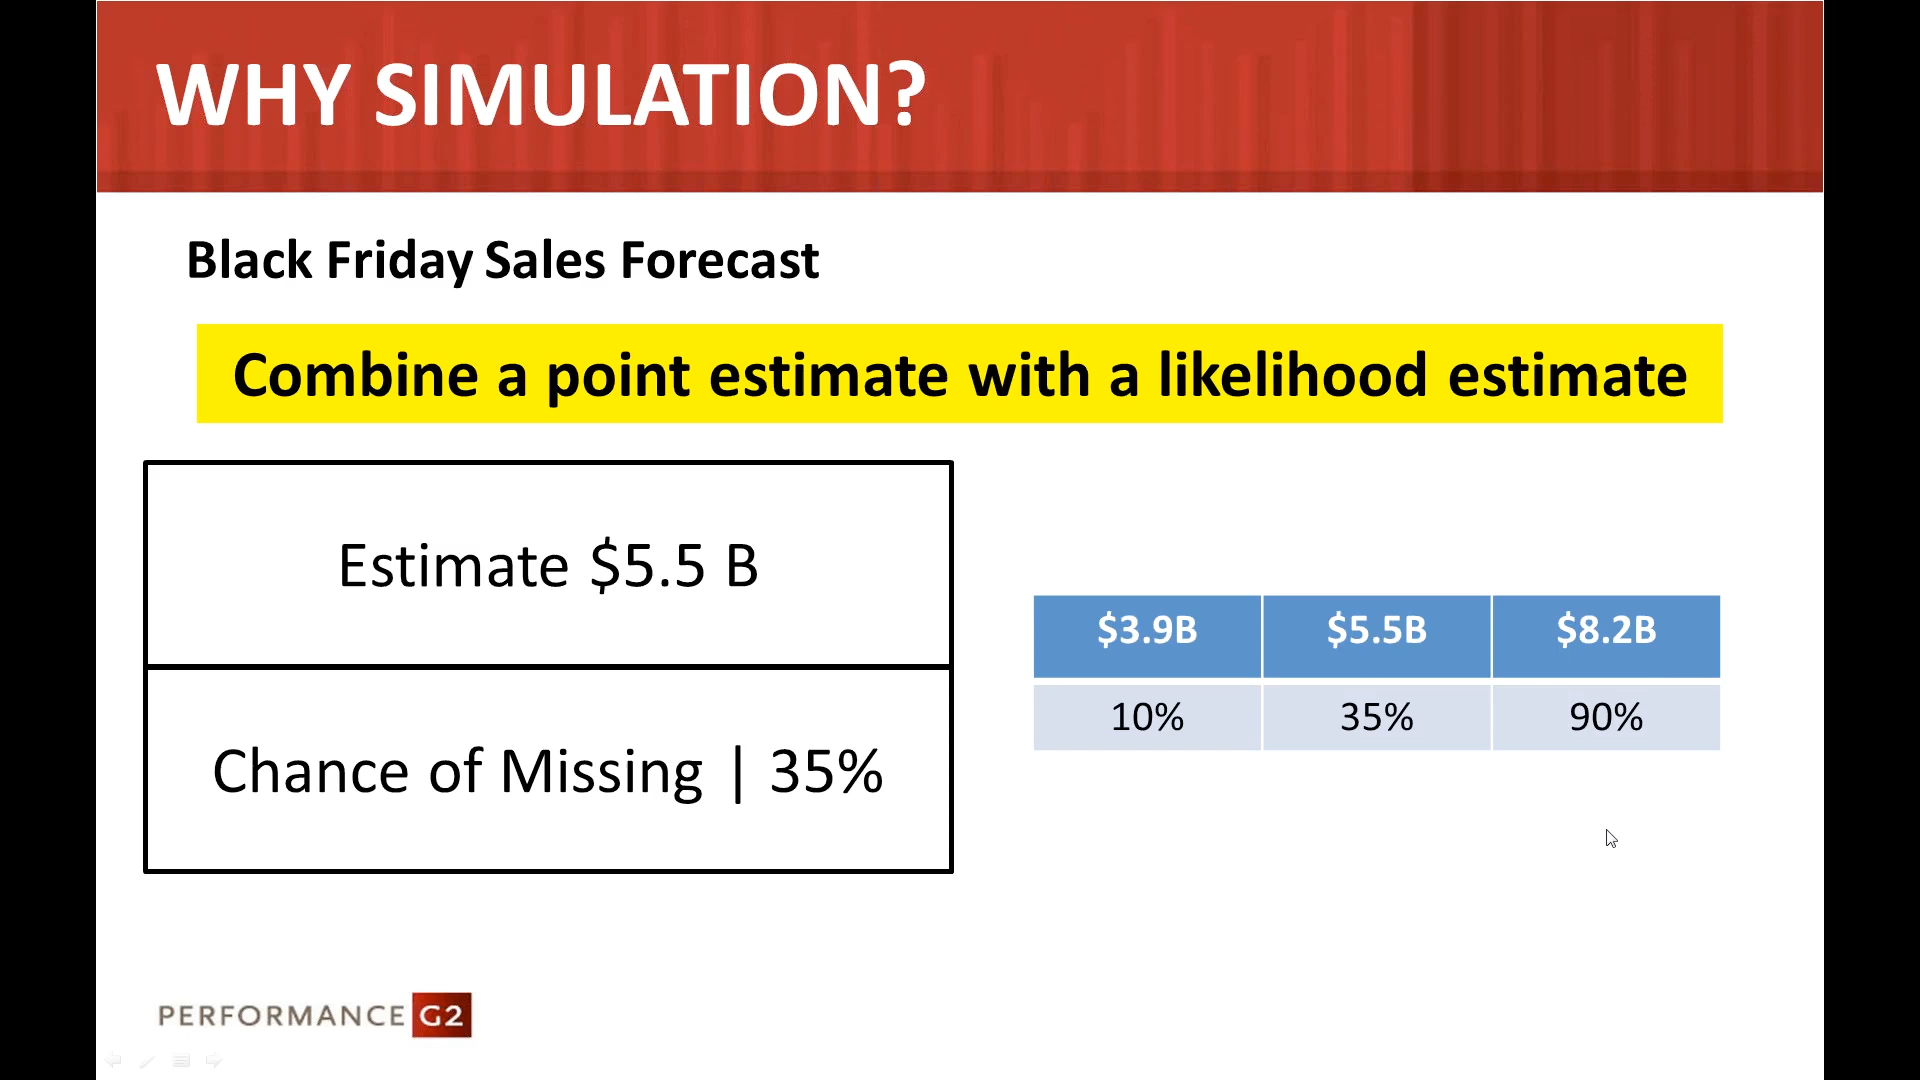 WHY SIMULATION?
Black Friday Sales Forecast
Combine a point estimate with a likelihood estimate
Estimate $5.5 B
Chance of Missing | 35%
$3.9B $5.5B $8.2B
10% 35% 90%
PERFORMANCE G2